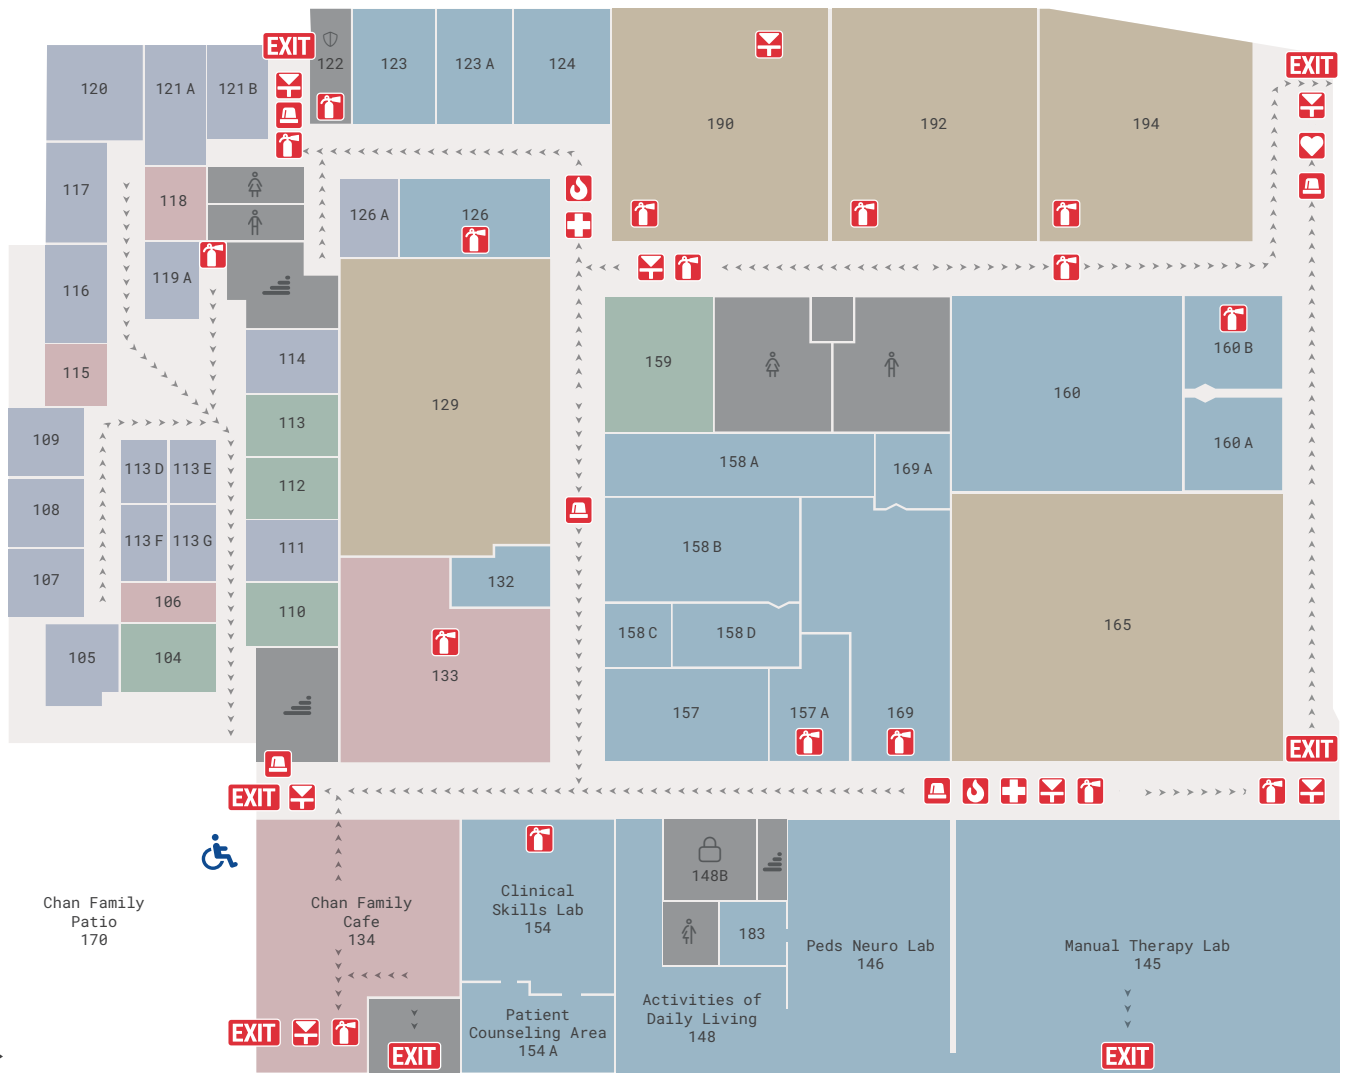 EXIT
122
123
123 A
124
120
121 A
121 B
190
192
194
EXIT
117
118
126 A
126
116
119 A
115
114
113
112
111
110
129
159
158 A
169 A
160
160 B
160 A
109
108
107
113 D
113 E
113 F
113 G
106
105
104
132
133
158 B
158 C
158 D
157
157 A
169
165
EXIT
EXIT
Chan Family
Patio
170
Chan Family
Cafe
134
Clinical
Skills Lab
154
148B
183
Peds Neuro Lab
146
Manual Therapy Lab
145
Patient
Counseling Area
154 A
Activities of
Daily Living
148
EXIT
EXIT
EXIT